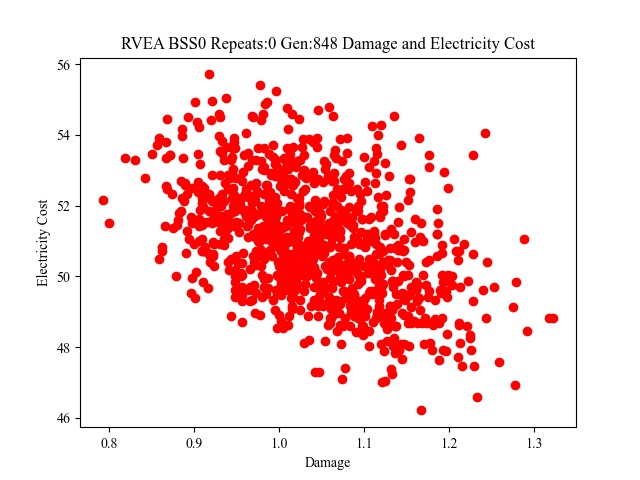 RVEA BSS0 Repeats:0 Gen:848 Damage and Electricity Cost
56
54
52
50
48
46
Electricity Cost
0.8 0.9 1.0 1.1 1.2 1.3
Damage